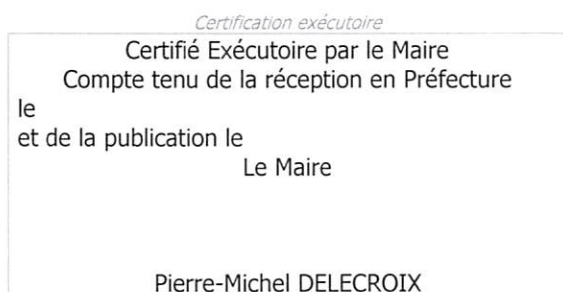 Certification exécutoire
Certifié Exécutoire par le Maire
Compte tenu de la réception en Préfecture
le
et de la publication le
Le Maire
Pierre-Michel DELECROIX